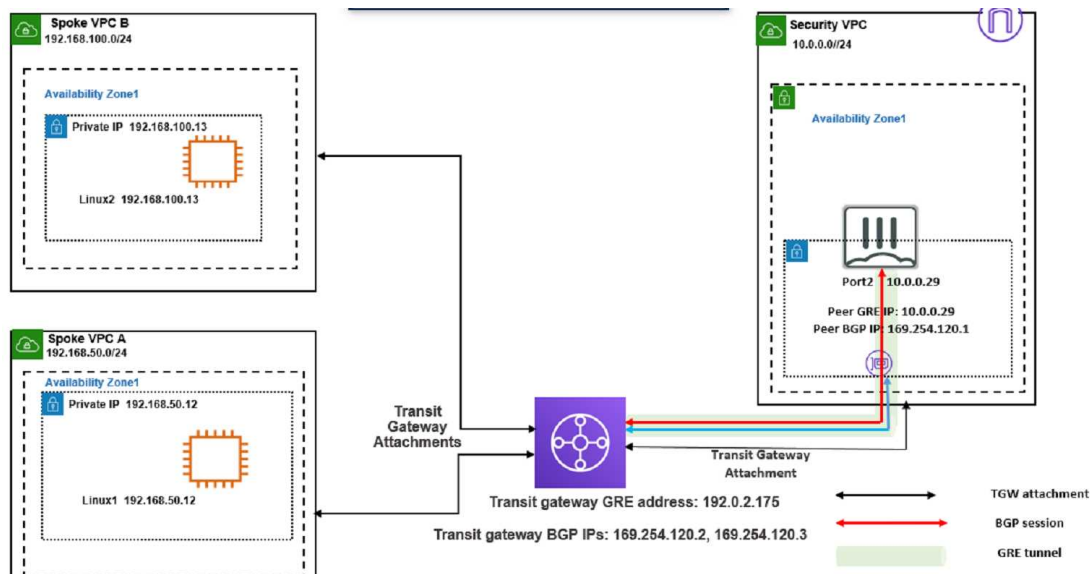 Spoke VPC B
192.168.100.0/24
Availability Zone1
Private IP 192.168.100.13
Linux2 192.168.100.13
Spoke VPC A
192.168.50.0/24
Availability Zone1
Private IP 192.168.50.12
Linux1 192.168.50.12
Transit
Gateway
Attachments
Security VPC
10.0.0.0//24
Availability Zone1
Port2 10.0.0.29
Peer GRE IP: 10.0.0.29
Peer BGP IP: 169.254.120.1
Transit Gateway
Attachment
Transit gateway GRE address: 192.0.2.175
Transit gateway BGP IPs: 169.254.120.2, 169.254.120.3
TGW attachment
BGP session
GRE tunnel